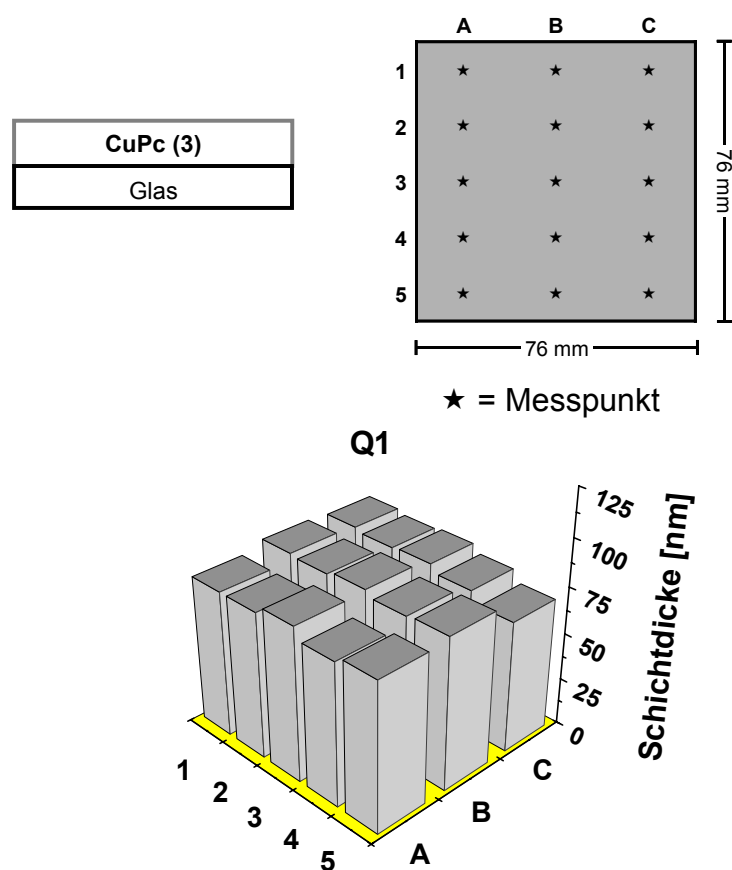 A B C
1
2
3
4
5
CuPc (3)
Glas
76 mm
76 mm
★ = Messpunkt
Q1
125
100
75
50
25
0
Schichtdicke [nm]
1
2
3
4
5
A
B
C